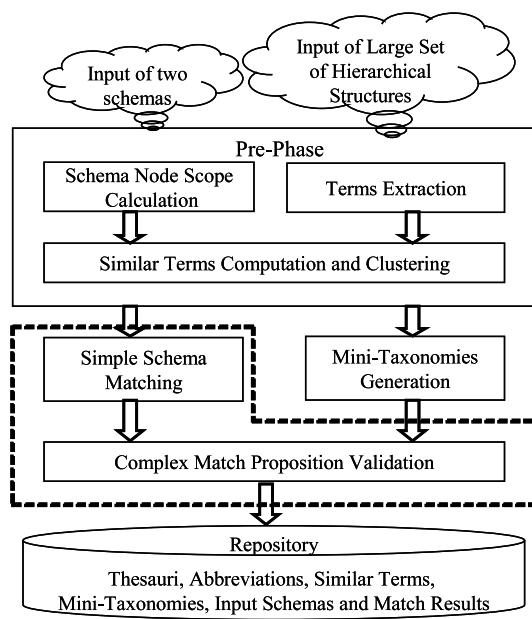 Input of two
schemas
Input of Large Set
of Hierarchical
Structures
Pre-Phase
Schema Node Scope
Calculation
Terms Extraction
Similar Terms Computation and Clustering
Simple Schema
Matching
Mini-Taxonomies
Generation
Complex Match Proposition Validation
Repository
Thesauri, Abbreviations, Similar Terms,
Mini-Taxonomies, Input Schemas and Match Results